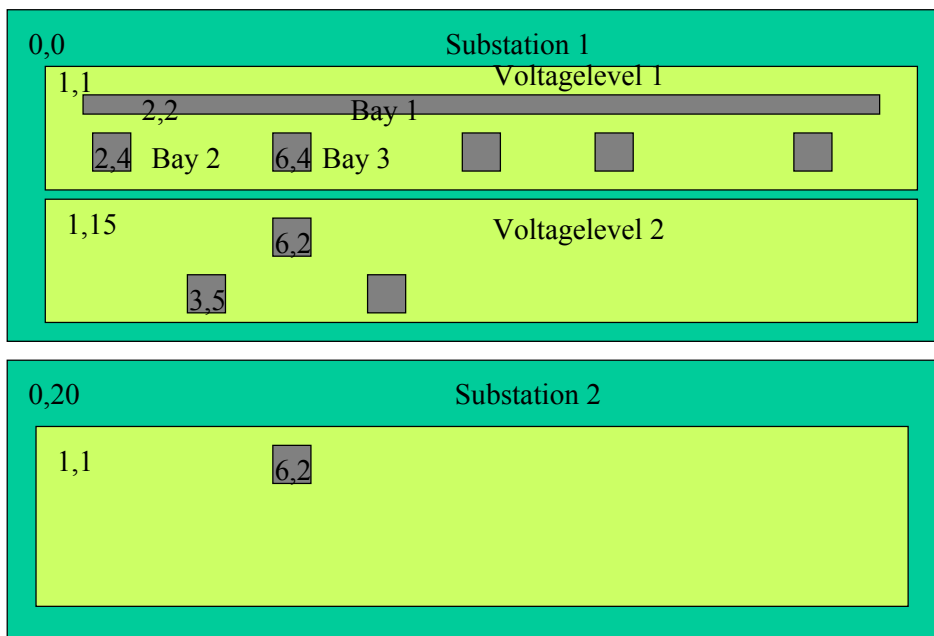 0,0 Substation 1
1,1 Voltagelevel 1
2,2 Bay 1
2,4 Bay 2 6,4 Bay 3
1,15 6,2 Voltagelevel 2
3,5
0,20 Substation 2
1,1 6,2